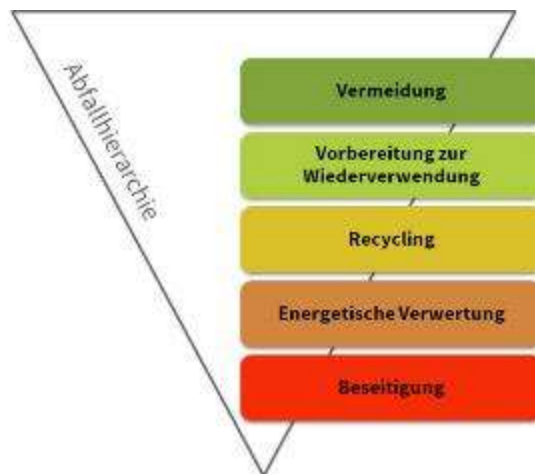 Abfallhierarchie
Vermeidung
Vorbereitung zur
Wiederverwendung
Recycling
Energetische Verwertung
Beseitigung